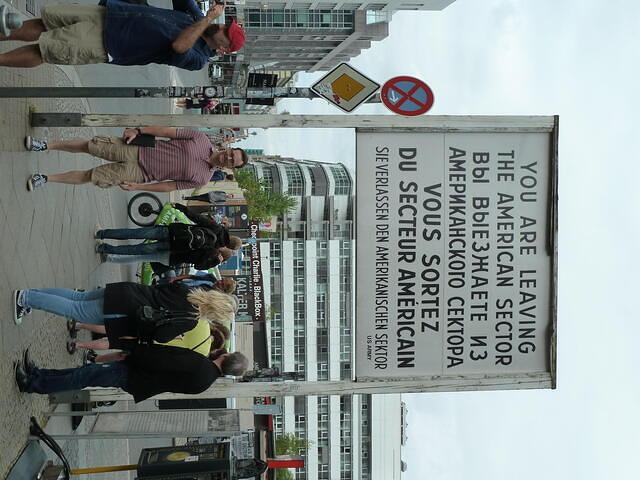 YOU ARE LEAVING
THE AMERICAN SECTOR
ВЫ ВЫЕЗЖАЕТЕ ИЗ
АМЕРИКАНСКОГО СЕКТОРА
VOUS SORTEZ
DU SECTEUR AMÉRICAIN
SIE VERLASSEN DEN AMERIKANISCHEN SEKTOR
US ARMY
Checkpoint Charlie. BlackBox
KALTER